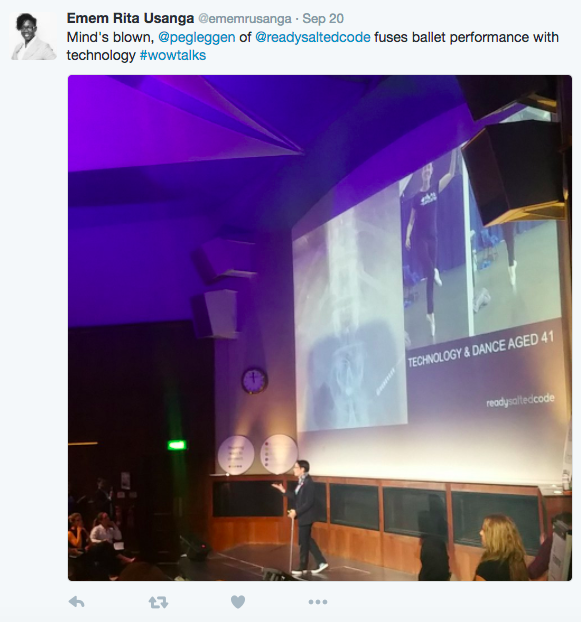 Emem Rita Usanga @ememrusanga · Sep 20
Mind's blown, @pegleggen of @readysaltedcode fuses ballet performance with
technology #wowtalks
TECHNOLOGY & DANCE AGED 41
readysaltedcode